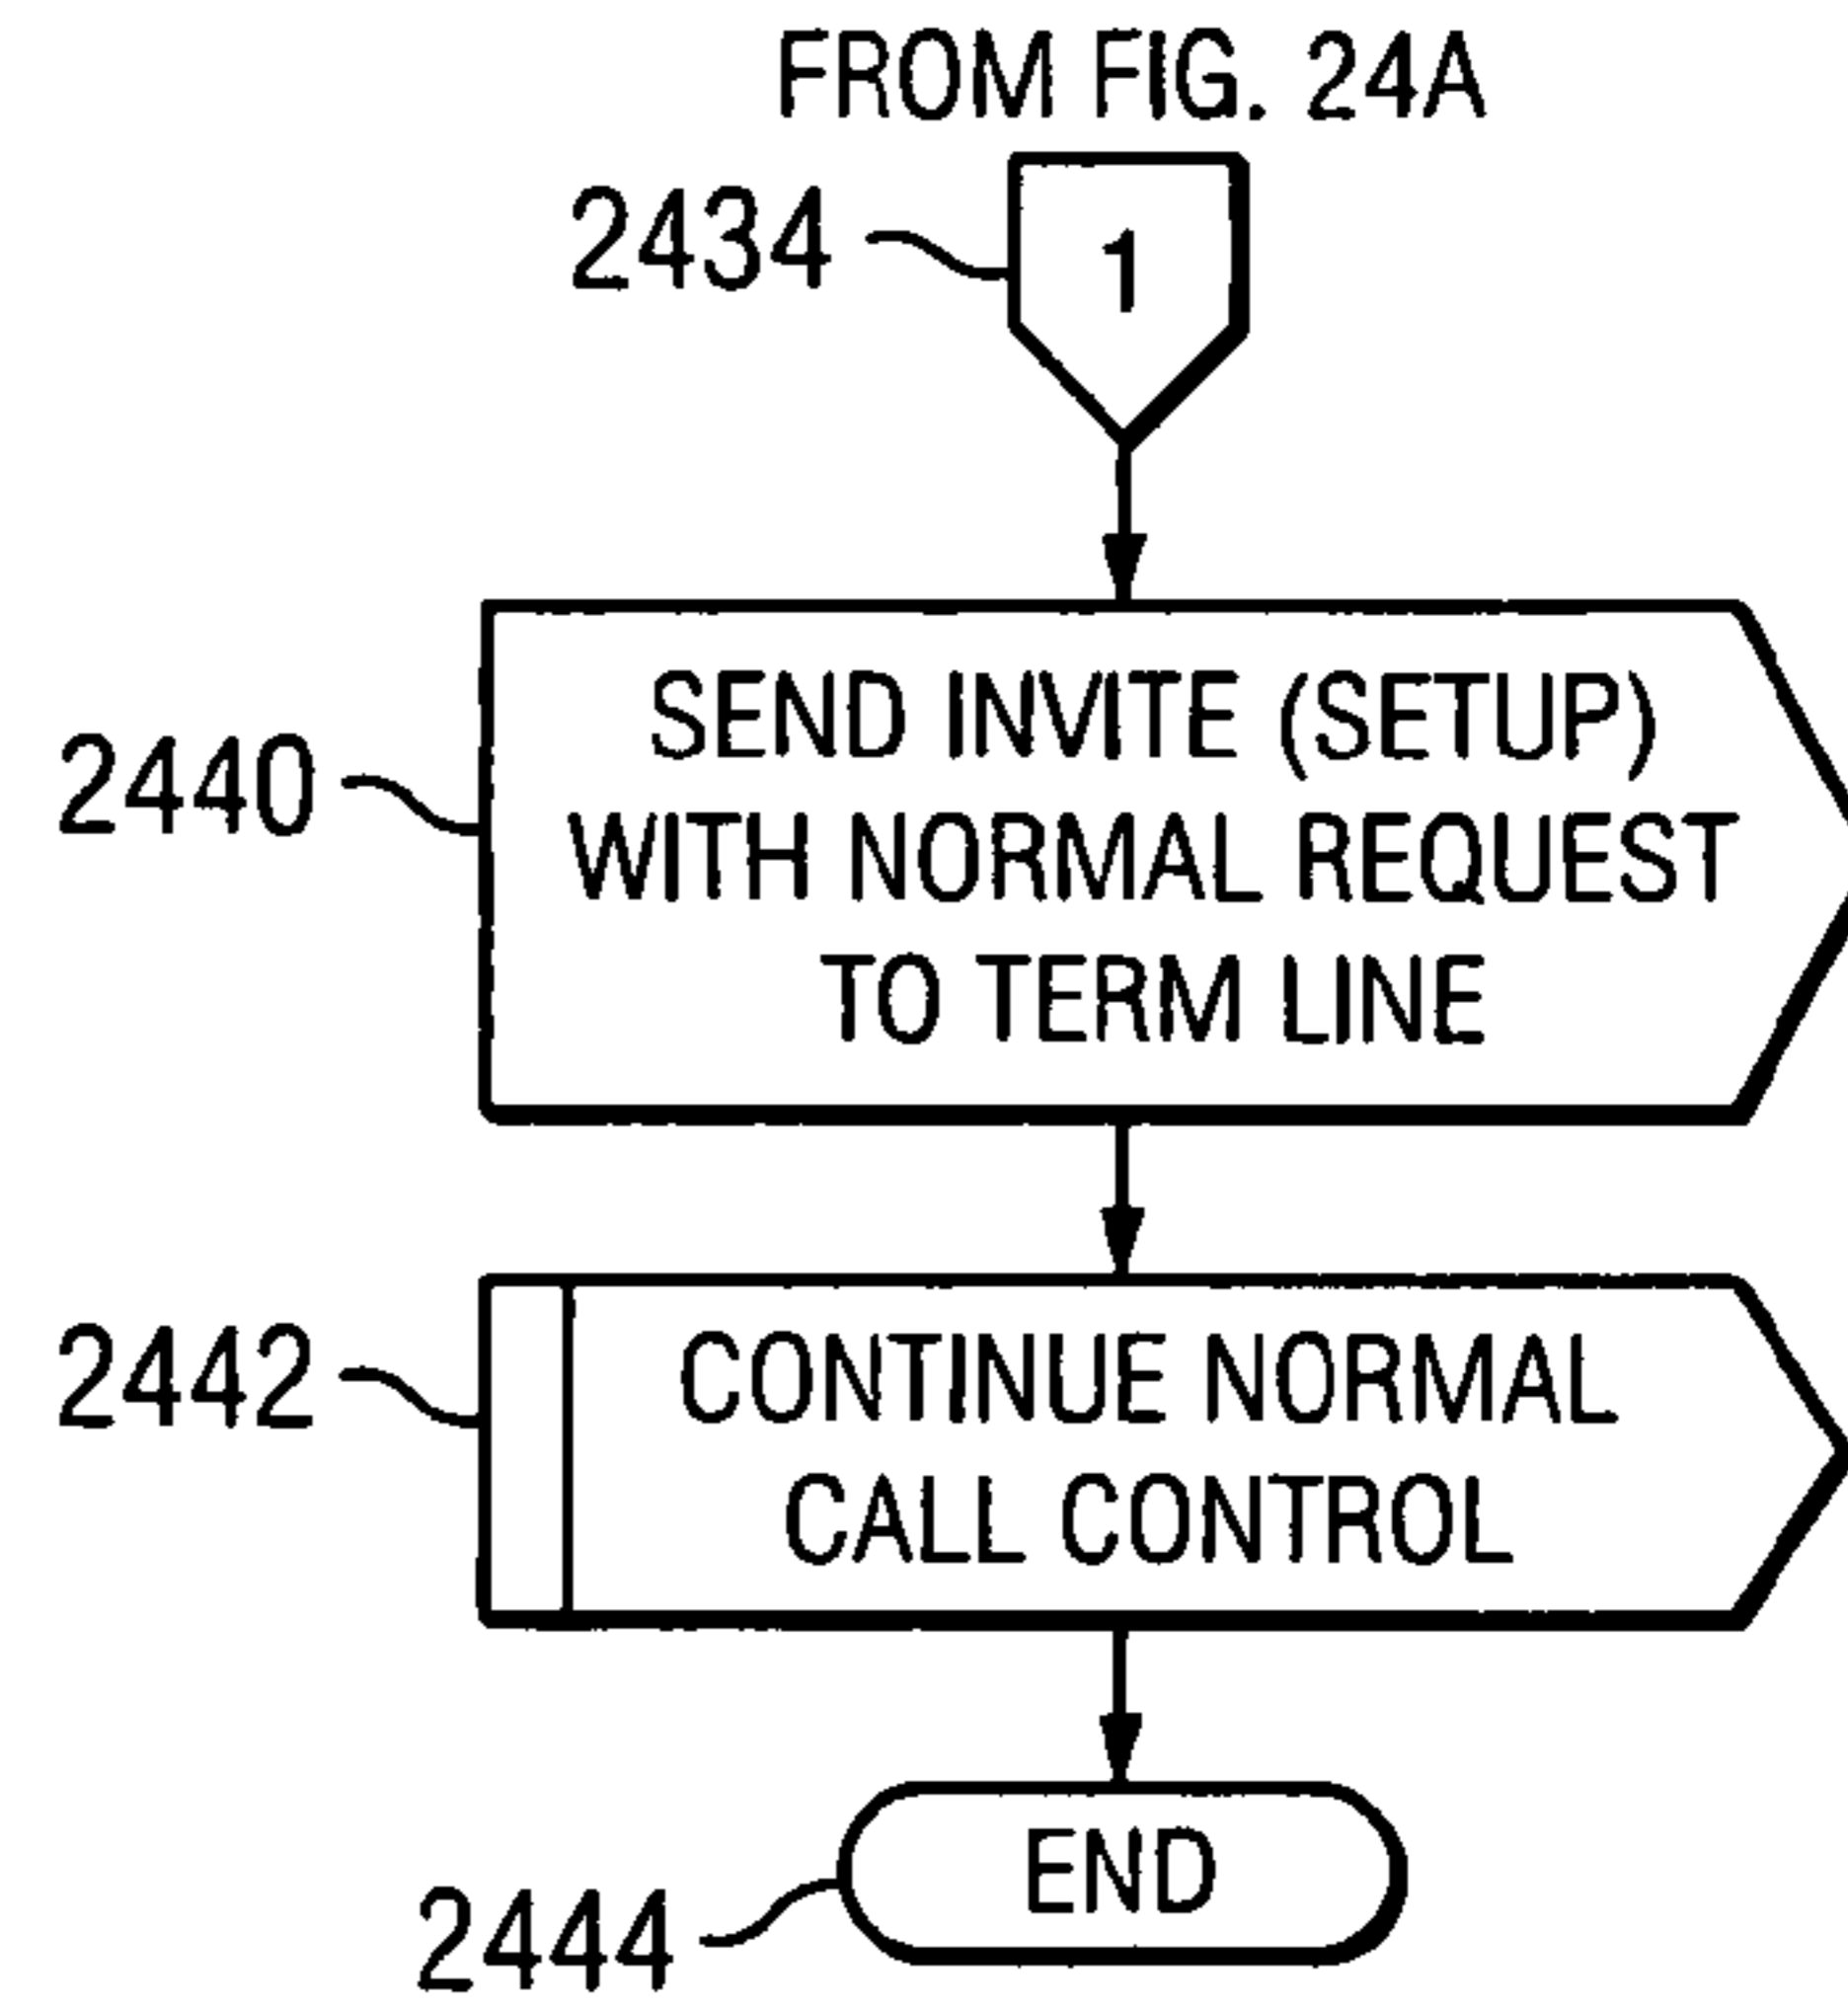 FROM FIG. 24A
2434
1
2440
SEND INVITE (SETUP)
WITH NORMAL REQUEST
TO TERM LINE
2442
CONTINUE NORMAL
CALL CONTROL
END
2444